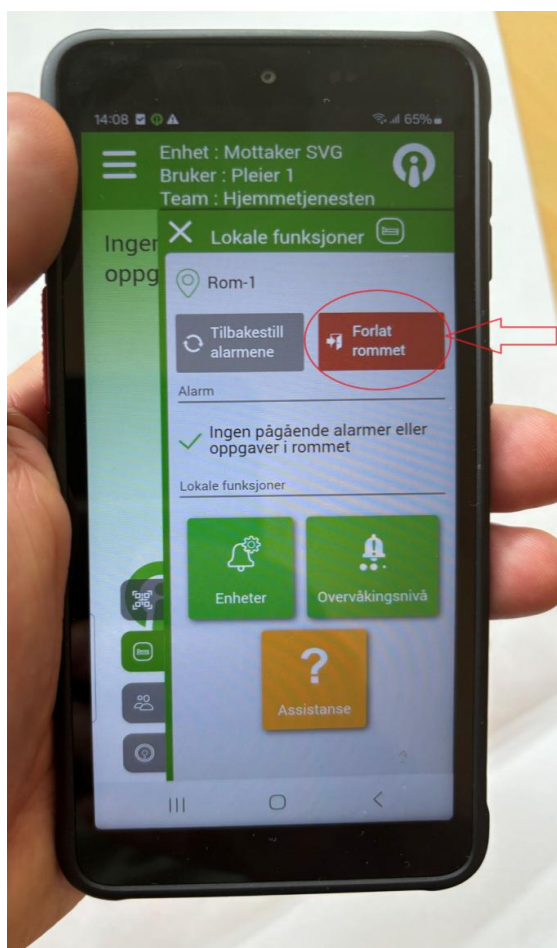 14:08
65%
Enhet : Mottaker SVG
Bruker : Pleier 1
Team : Hjemmetjenesten
Inger
oppg
Lokale funksjoner
Rom-1
Tilbakestill
alarmene
Forlat
rommet
Alarm
Ingen pågående alarmer eller
oppgaver i rommet
Lokale funksjoner
Enheter
Overvåkingsnivå
?
Assistanse